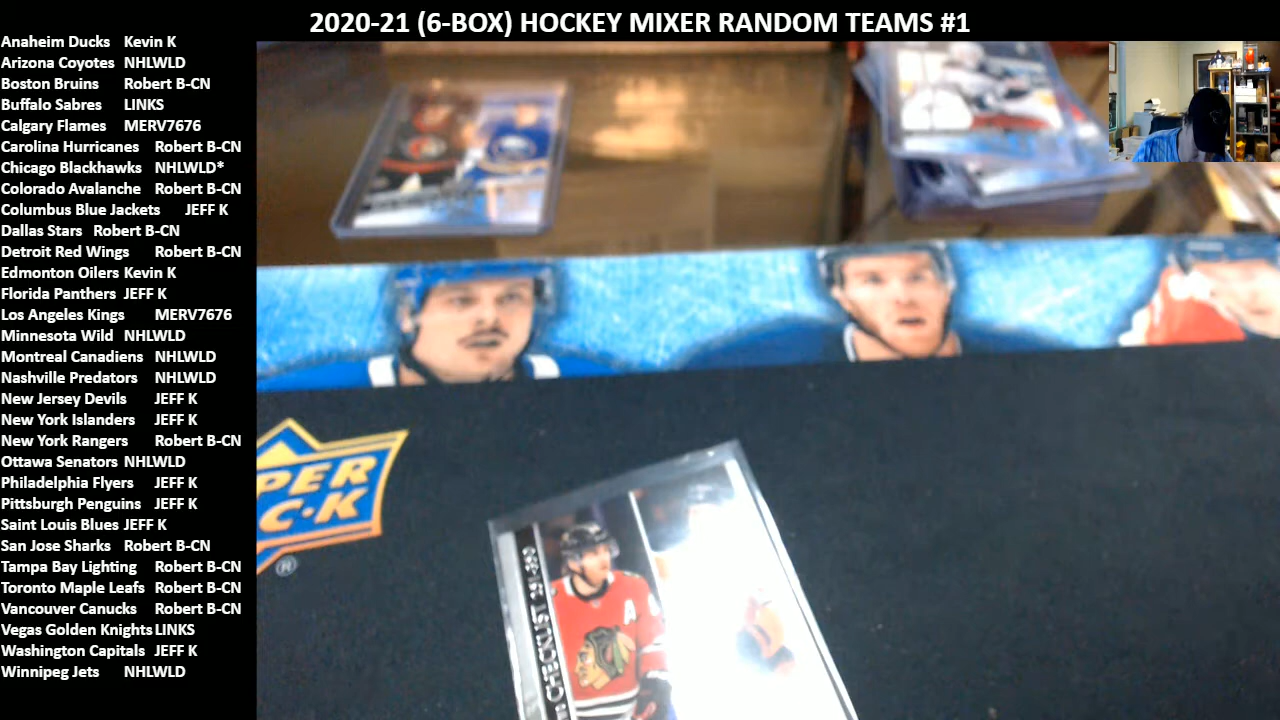 2020-21 (6-BOX) HOCKEY MIXER RANDOM TEAMS #1
Anaheim Ducks Kevin K
Arizona Coyotes NHLWLD
Boston Bruins Robert B-CN
Buffalo Sabres LINKS
Calgary Flames MERV7676
Carolina Hurricanes Robert B-CN
Chicago Blackhawks NHLWLD*
Colorado Avalanche Robert B-CN
Columbus Blue Jackets JEFF K
Dallas Stars Robert B-CN
Detroit Red Wings Robert B-CN
Edmonton Oilers Kevin K
Florida Panthers JEFF K
Los Angeles Kings MERV7676
Minnesota Wild NHLWLD
Montreal Canadiens NHLWLD
Nashville Predators NHLWLD
New Jersey Devils JEFF K
New York Islanders JEFF K
New York Rangers Robert B-CN
Ottawa Senators NHLWLD
Philadelphia Flyers JEFF K
Pittsburgh Penguins JEFF K
Saint Louis Blues JEFF K
San Jose Sharks Robert B-CN
Tampa Bay Lighting Robert B-CN
Toronto Maple Leafs Robert B-CN
Vancouver Canucks Robert B-CN
Vegas Golden Knights LINKS
Washington Capitals JEFF K
Winnipeg Jets NHLWLD
PER
C·K
®
CHECKLIST
A